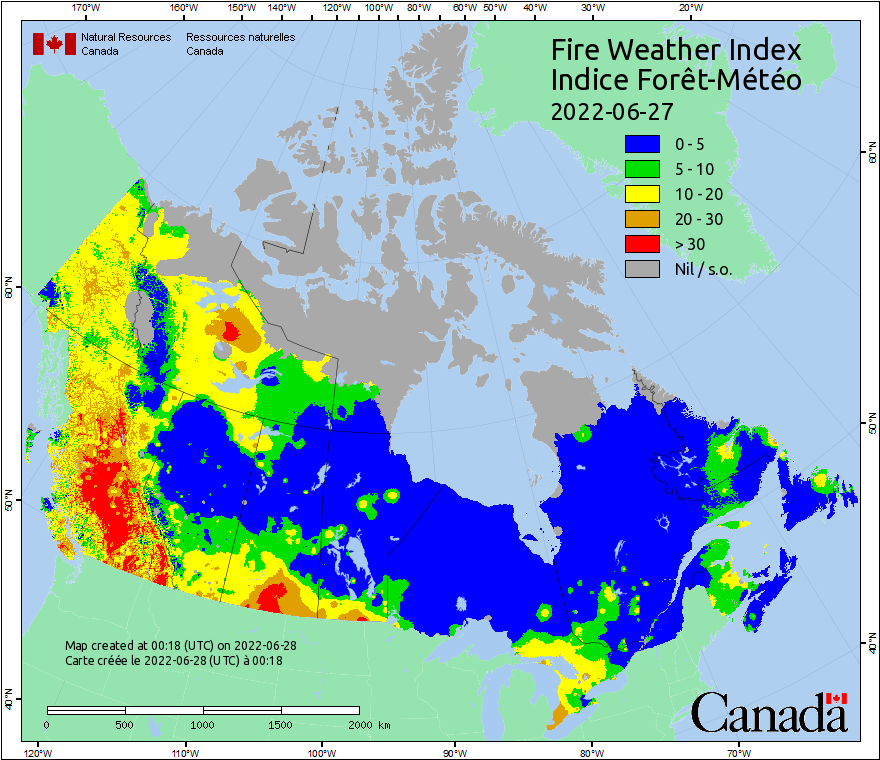 170°W 160°W 150°W 140°W 130°W 120°W 110°W 100°W 90°W 80°W 70°W 60°W 50°W 40°W 30°W 20°W
Natural Resources Canada
Ressources naturelles Canada
Fire Weather Index
Indice Forêt-Météo
2022-06-27
0 - 5
5 - 10
10 - 20
20 - 30
> 30
Nil / s.o.
60°N
50°N
40°N
60°N
50°N
40°N
Map created at 00:18 (UTC) on 2022-06-28
Carte créée le 2022-06-28 (UTC) à 00:18
0 500 1000 1500 2000 km
Canada
120°W 110°W 100°W 90°W 80°W 70°W